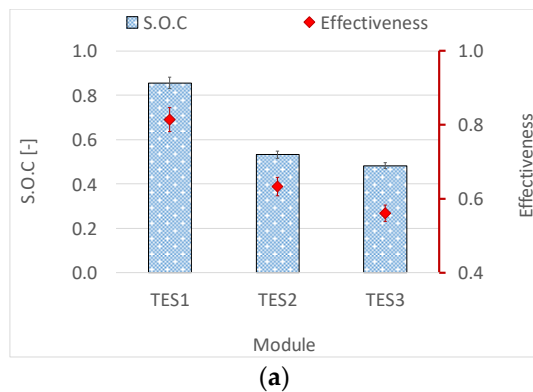 S.O.C Effectiveness
1.0 1.0
0.8
0.8
0.6
0.4 0.6
0.2
0.0 0.4
TES1 TES2 TES3
Module
S.O.C [-]
Effectiveness
(a)